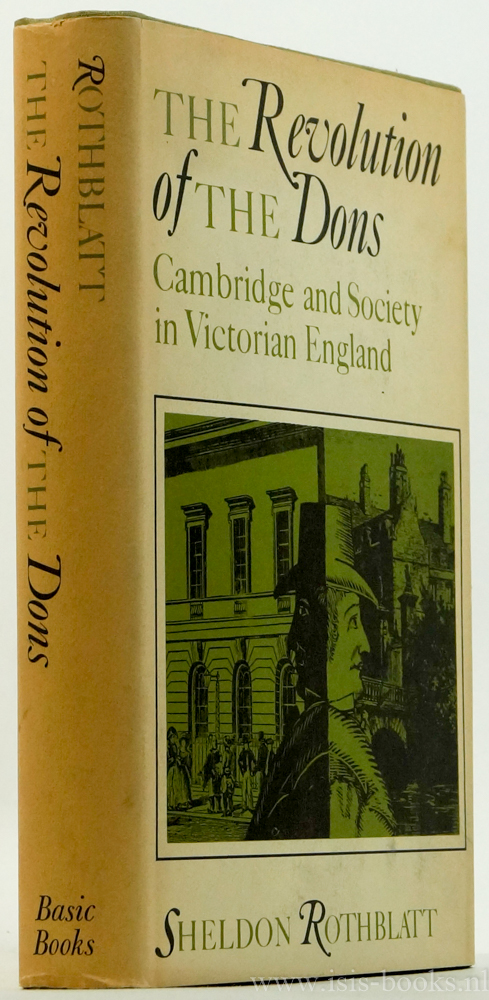 ROTHBLATT
THE Revolution of THE Dons
Basic
Books
THE Revolution
of THE Dons
Cambridge and Society
in Victorian England
SHELDON ROTHBLATT
www.isis-books.nl